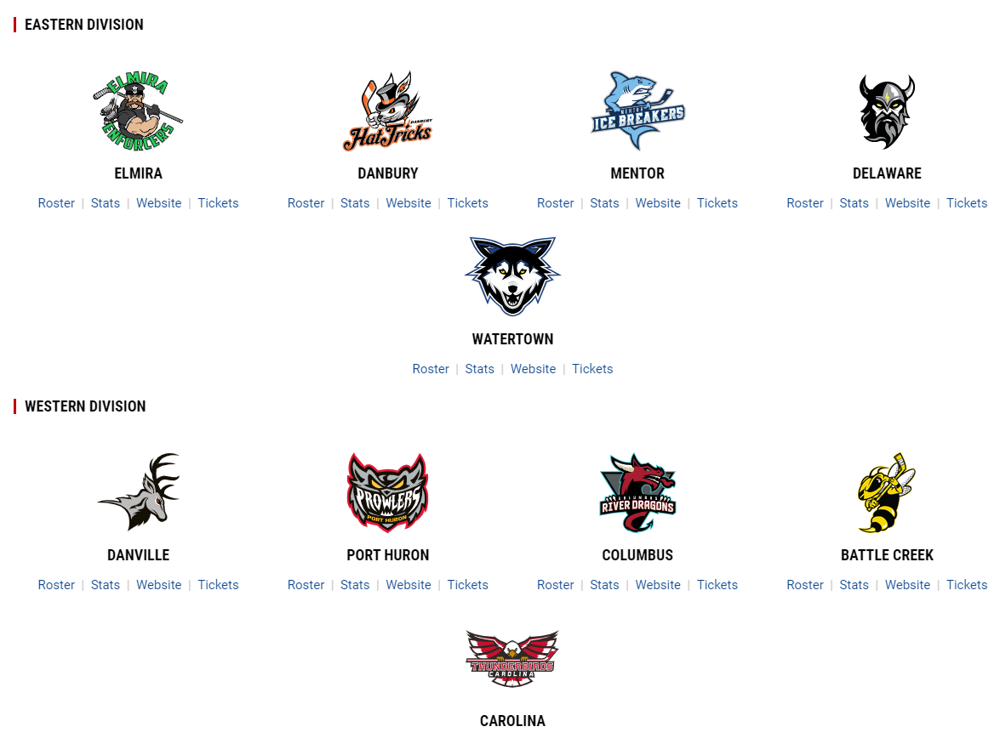 EASTERN DIVISION
ELMIRA
ENFORCERS
DANBURY
Hat Tricks
MENTOR
ICE BREAKERS
ELMIRA
DANBURY
MENTOR
DELAWARE
Roster | Stats | Website | Tickets
Roster | Stats | Website | Tickets
Roster | Stats | Website | Tickets
Roster | Stats | Website | Tickets
WATERTOWN
Roster | Stats | Website | Tickets
WESTERN DIVISION
PROWLERS
PORT HURON
COLUMBUS
RIVER DRAGONS
DANVILLE
PORT HURON
COLUMBUS
BATTLE CREEK
Roster | Stats | Website | Tickets
Roster | Stats | Website | Tickets
Roster | Stats | Website | Tickets
Roster | Stats | Website | Tickets
THUNDERBIRDS
CAROLINA
CAROLINA